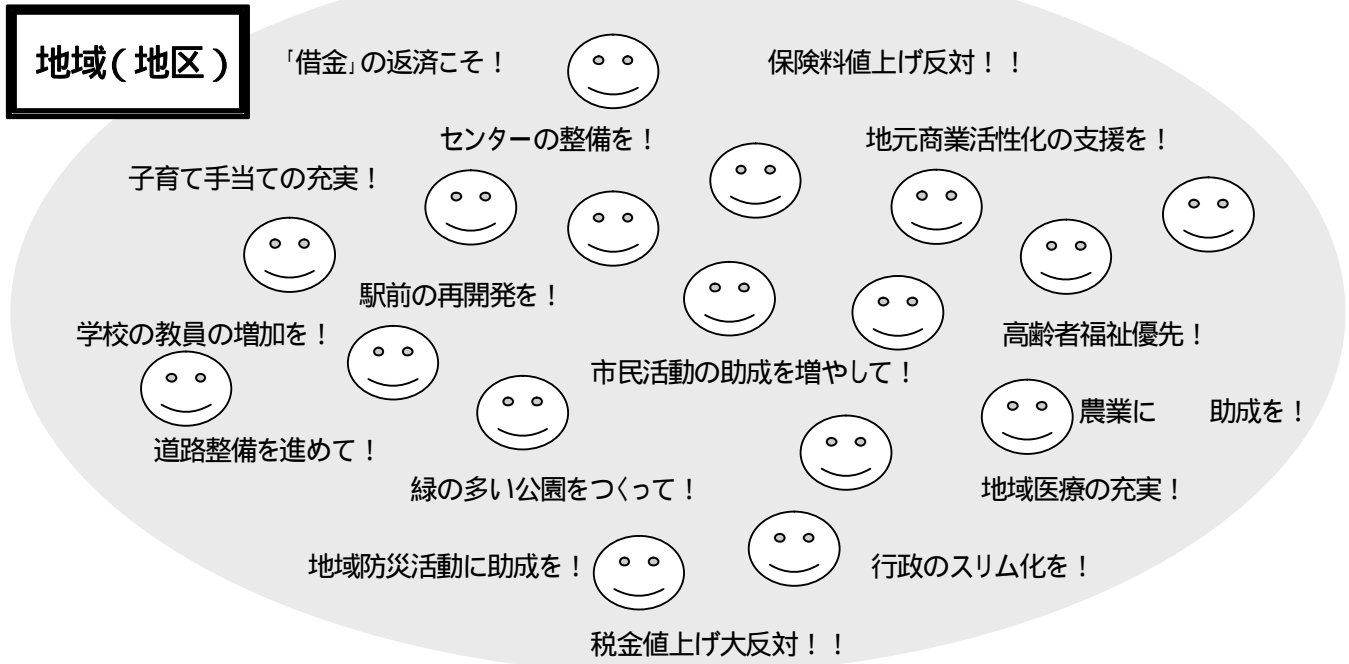 地域(地区)
「借金」の返済こそ！
保険料値上げ反対！！
センターの整備を！
地元商業活性化の支援を！
子育て手当ての充実！
駅前の再開発を！
学校の教員の増加を！
高齢者福祉優先！
市民活動の助成を増やして！
農業に　　助成を！
道路整備を進めて！
緑の多い公園をつくって！
地域医療の充実！
地域防災活動に助成を！
行政のスリム化を！
税金値上げ大反対！！